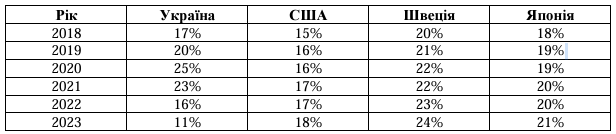 Рік Україна США Швеція Японія
2018 17% 15% 20% 18%
2019 20% 16% 21% 19%
2020 25% 16% 22% 19%
2021 23% 17% 22% 20%
2022 16% 17% 23% 20%
2023 11% 18% 24% 21%